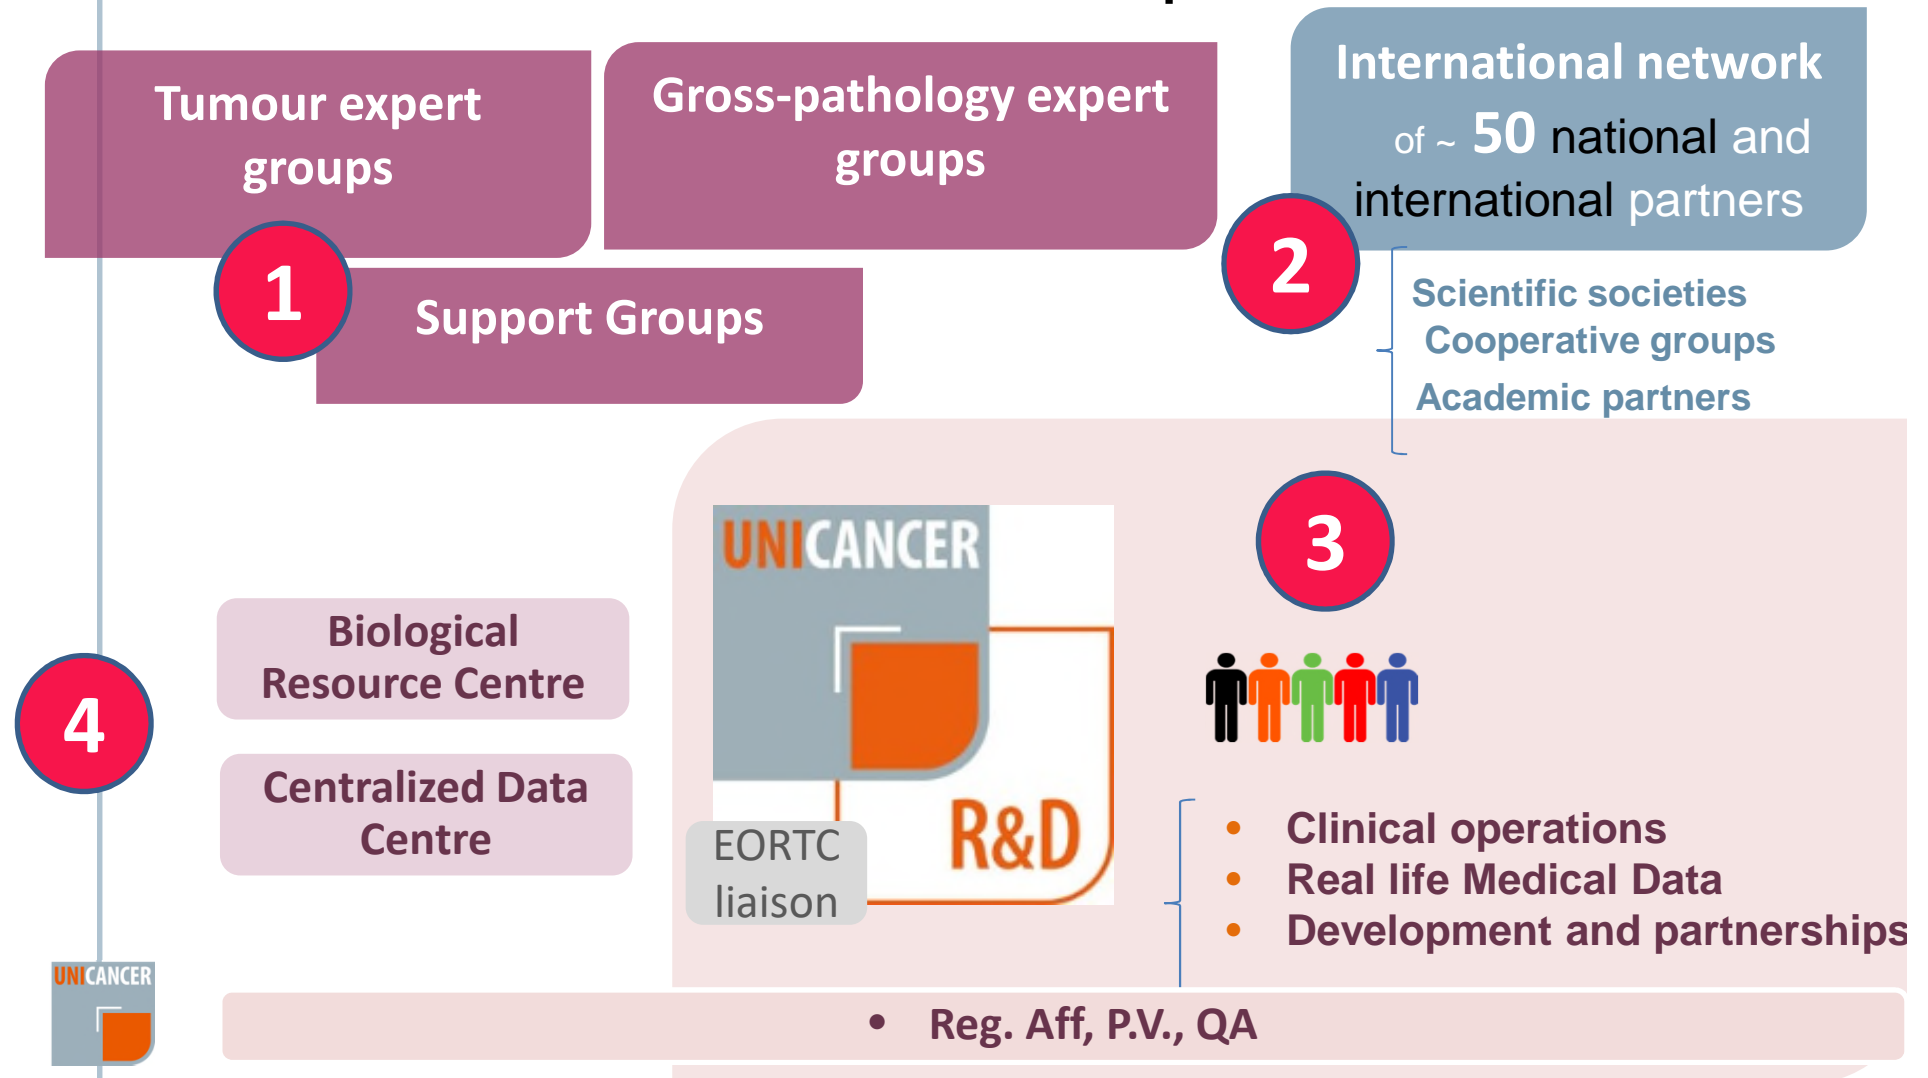 Tumour expert
groups
Gross-pathology expert
groups
International network
of ~ 50 national and
international partners
1
Support Groups
2
Scientific societies
Cooperative groups
Academic partners
3
UNICANCER
R&D
EORTC
liaison
4
Biological
Resource Centre
Centralized Data
Centre
• Clinical operations
• Real life Medical Data
• Development and partnerships
UNICANCER
• Reg. Aff, P.V., QA